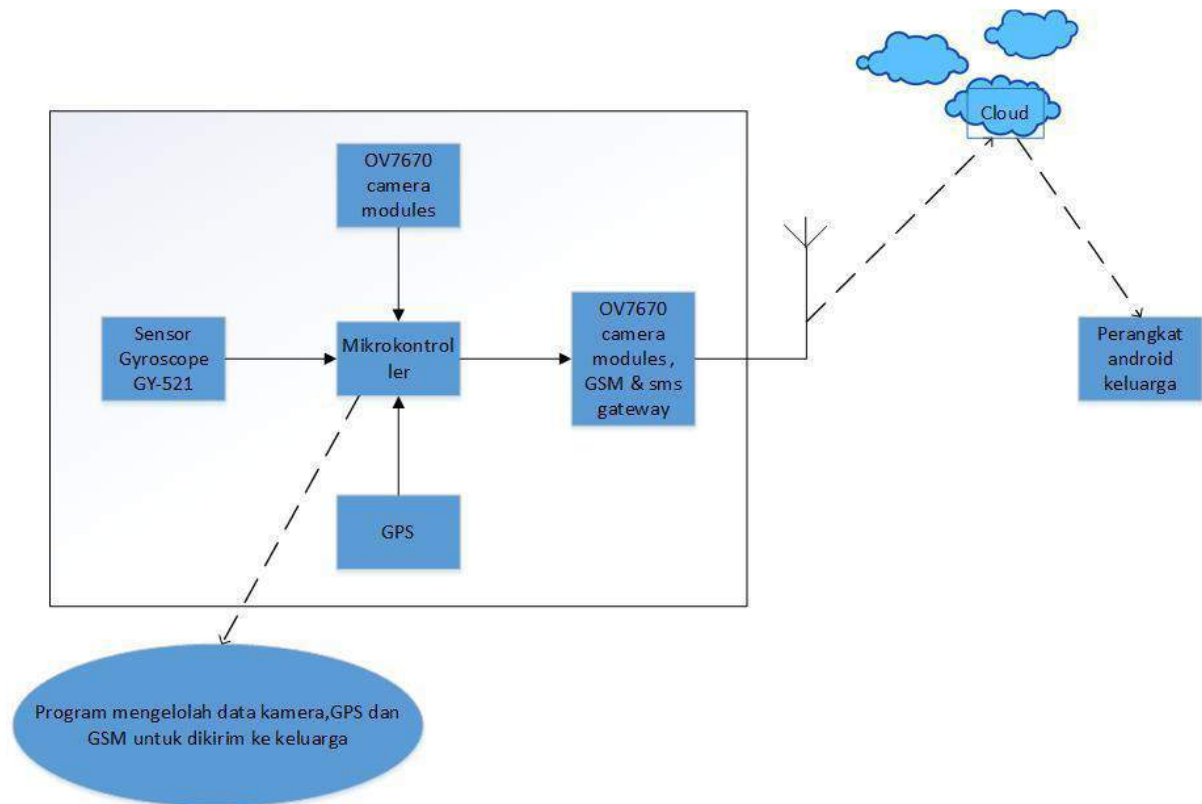 Cloud
OV7670
camera
modules
OV7670
camera
modules ,
GSM & sms
gateway
Sensor
Gyroscope
GY-521
Mikrokontrol
ler
Perangkat
android
keluarga
GPS
Program mengelolah data kamera,GPS dan
GSM untuk dikirim ke keluarga